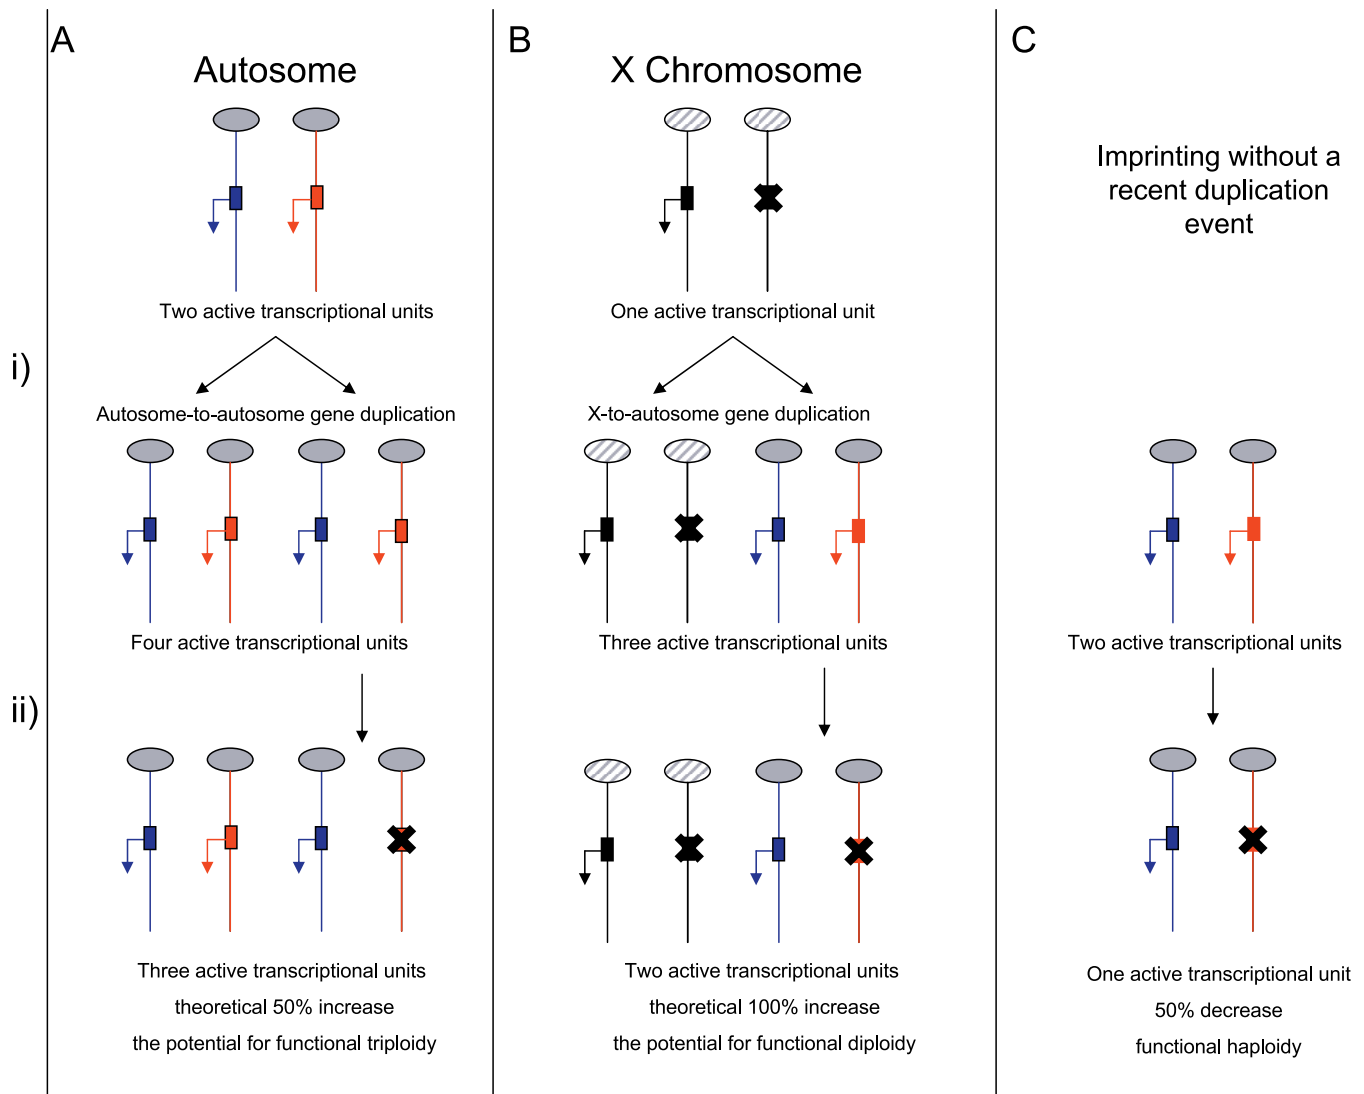 A
Autosome
Two active transcriptional units
i)
Autosome-to-autosome gene duplication
Four active transcriptional units
ii)
Three active transcriptional units
theoretical 50% increase
the potential for functional triploidy
B
X Chromosome
One active transcriptional unit
X-to-autosome gene duplication
Three active transcriptional units
Two active transcriptional units
theoretical 100% increase
the potential for functional diploidy
C
Imprinting without a
recent duplication
event
Two active transcriptional units
One active transcriptional unit
50% decrease
functional haploidy